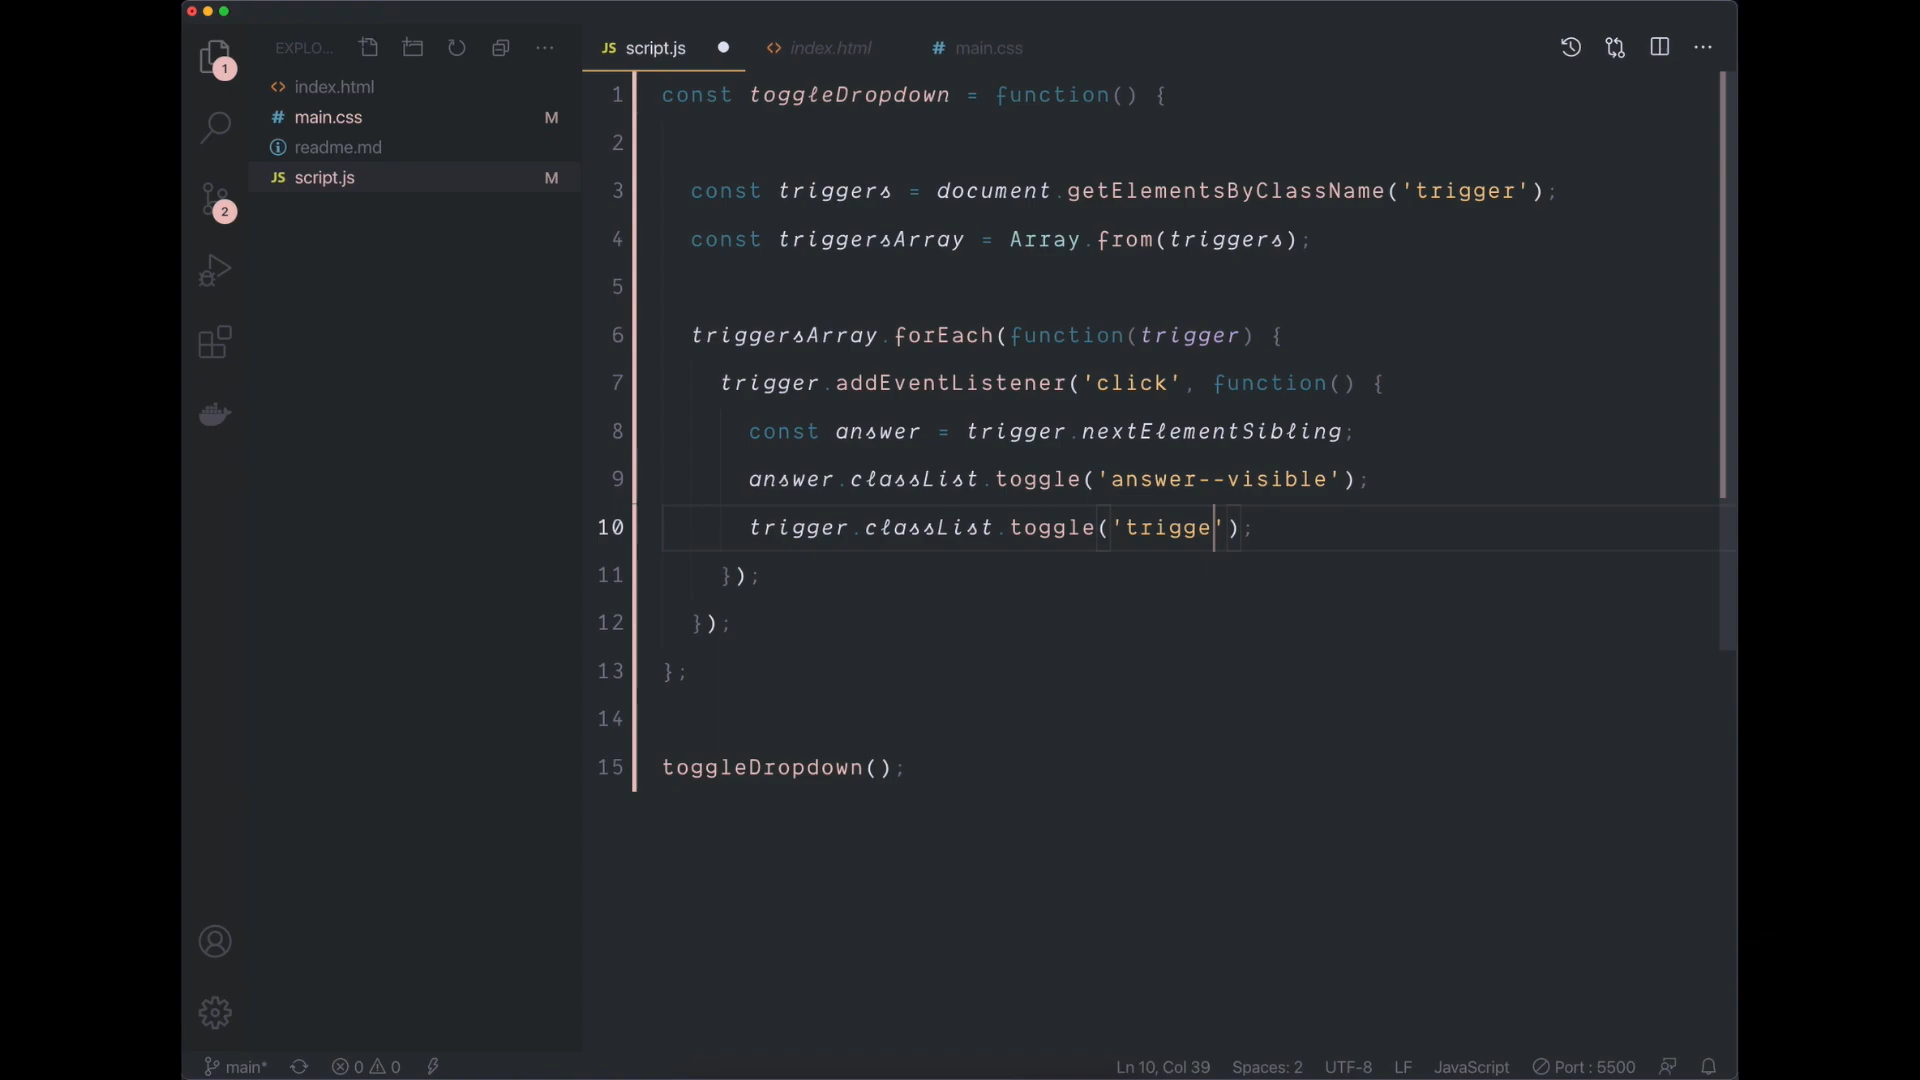 EXPLO...
index.html
main.css M
readme.md
script.js M
1
2
JS script.js
<> index.html
# main.css
1 const toggleDropdown = function() {
2
3 const triggers = document.getElementsByClassName('trigger');
4 const triggersArray = Array.from(triggers);
5
6 triggersArray.forEach(function(trigger) {
7 trigger.addEventListener('click', function() {
8 const answer = trigger.nextElementSibling;
9 answer.classList.toggle('answer--visible');
10 trigger.classList.toggle('trigge');
11 });
12 });
13 };
14
15 toggleDropdown();
main* 0 0 Ln 10, Col 39 Spaces: 2 UTF-8 LF JavaScript Port : 5500